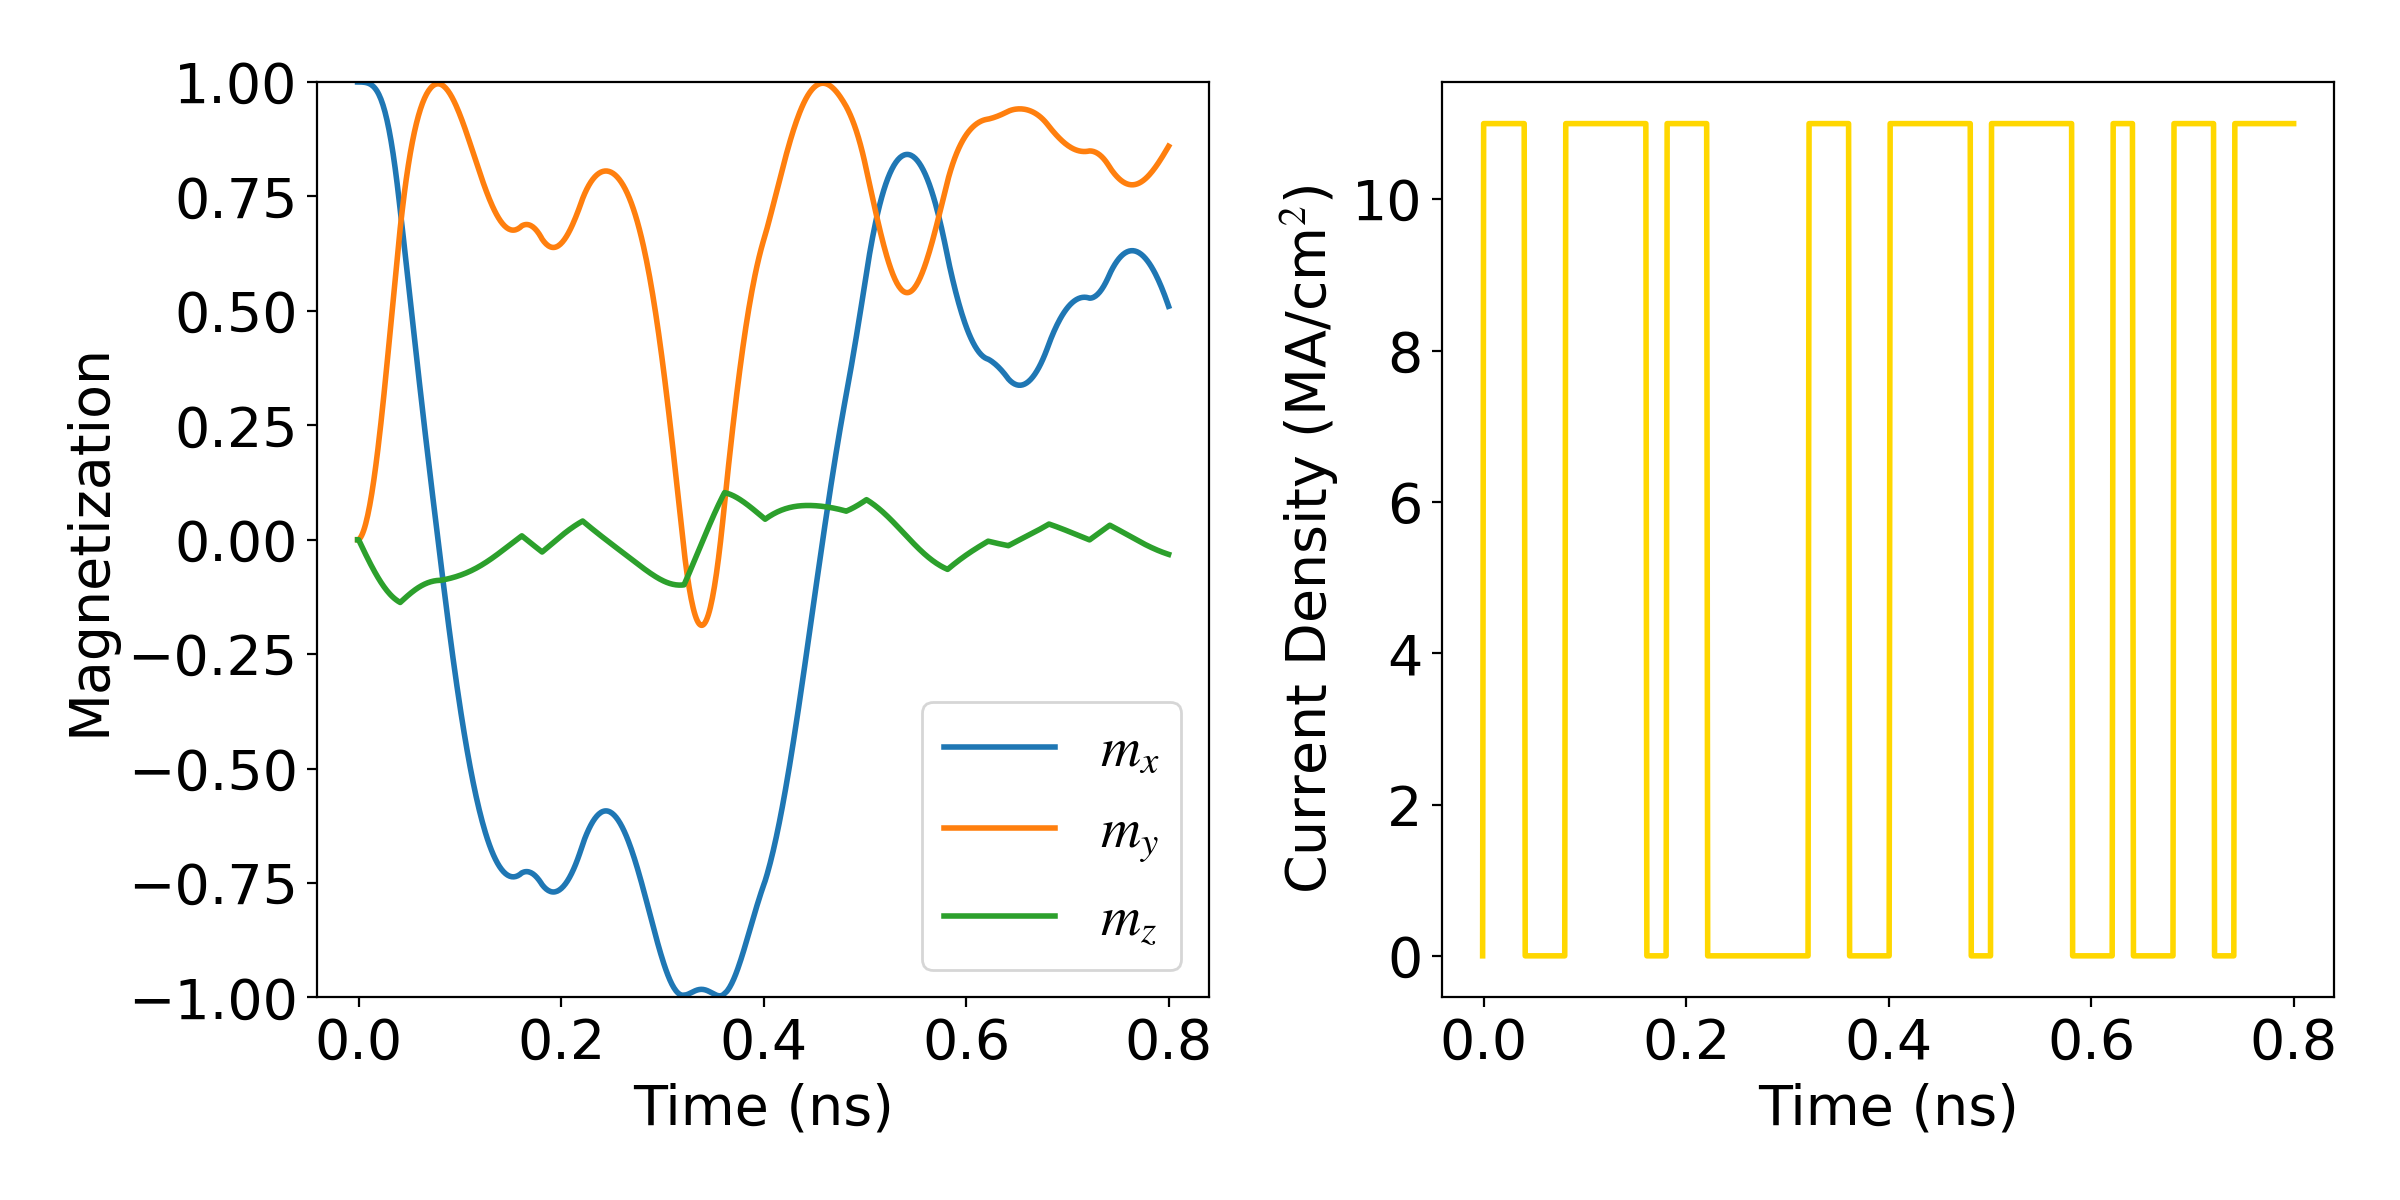 Magnetization
1.00
0.75
0.50
0.25
0.00
−0.25
−0.50
−0.75
−1.00
0.0 0.2 0.4 0.6 0.8
Time (ns)
m_x
m_y
m_z
Current Density (MA/cm²)
10
8
6
4
2
0
0.0 0.2 0.4 0.6 0.8
Time (ns)